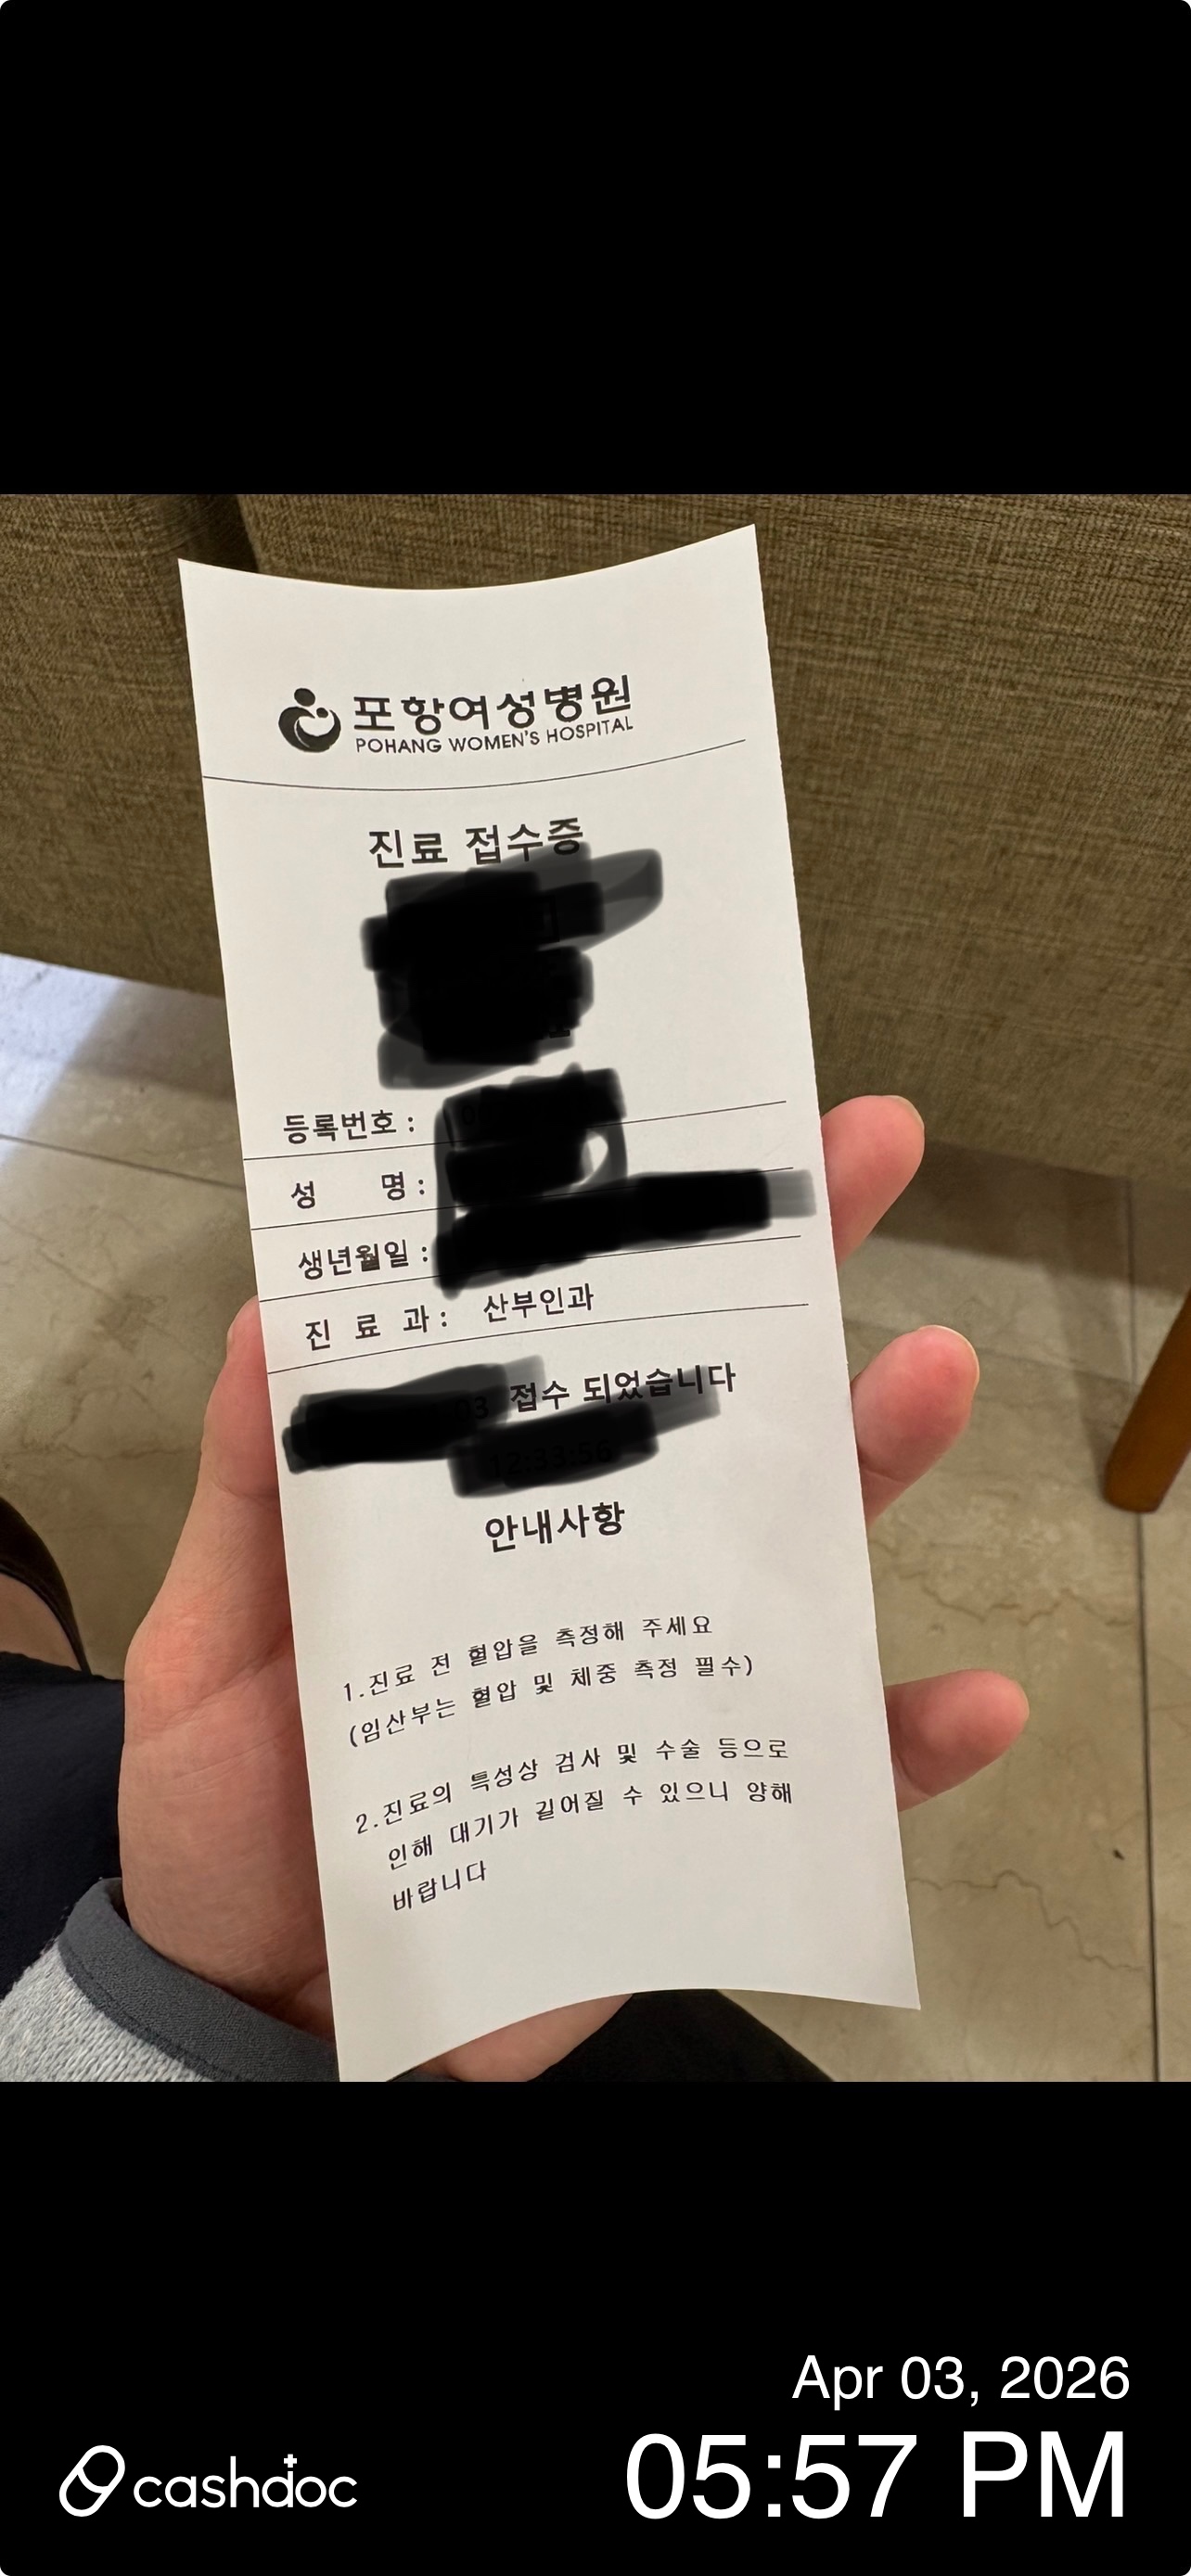 포항여성병원
POHANG WOMEN'S HOSPITAL
진료 접수증
등록번호 :
성 명 :
생년월일 :
진 료 과 : 산부인과
03 접수 되었습니다
12:33:56
안내사항
1.진료 전 혈압을 측정해 주세요
(임산부는 혈압 및 체중 측정 필수)
2.진료의 특성상 검사 및 수술 등으로
인해 대기가 길어질 수 있으니 양해
바랍니다
Apr 03, 2026
05:57 PM
cashdoc